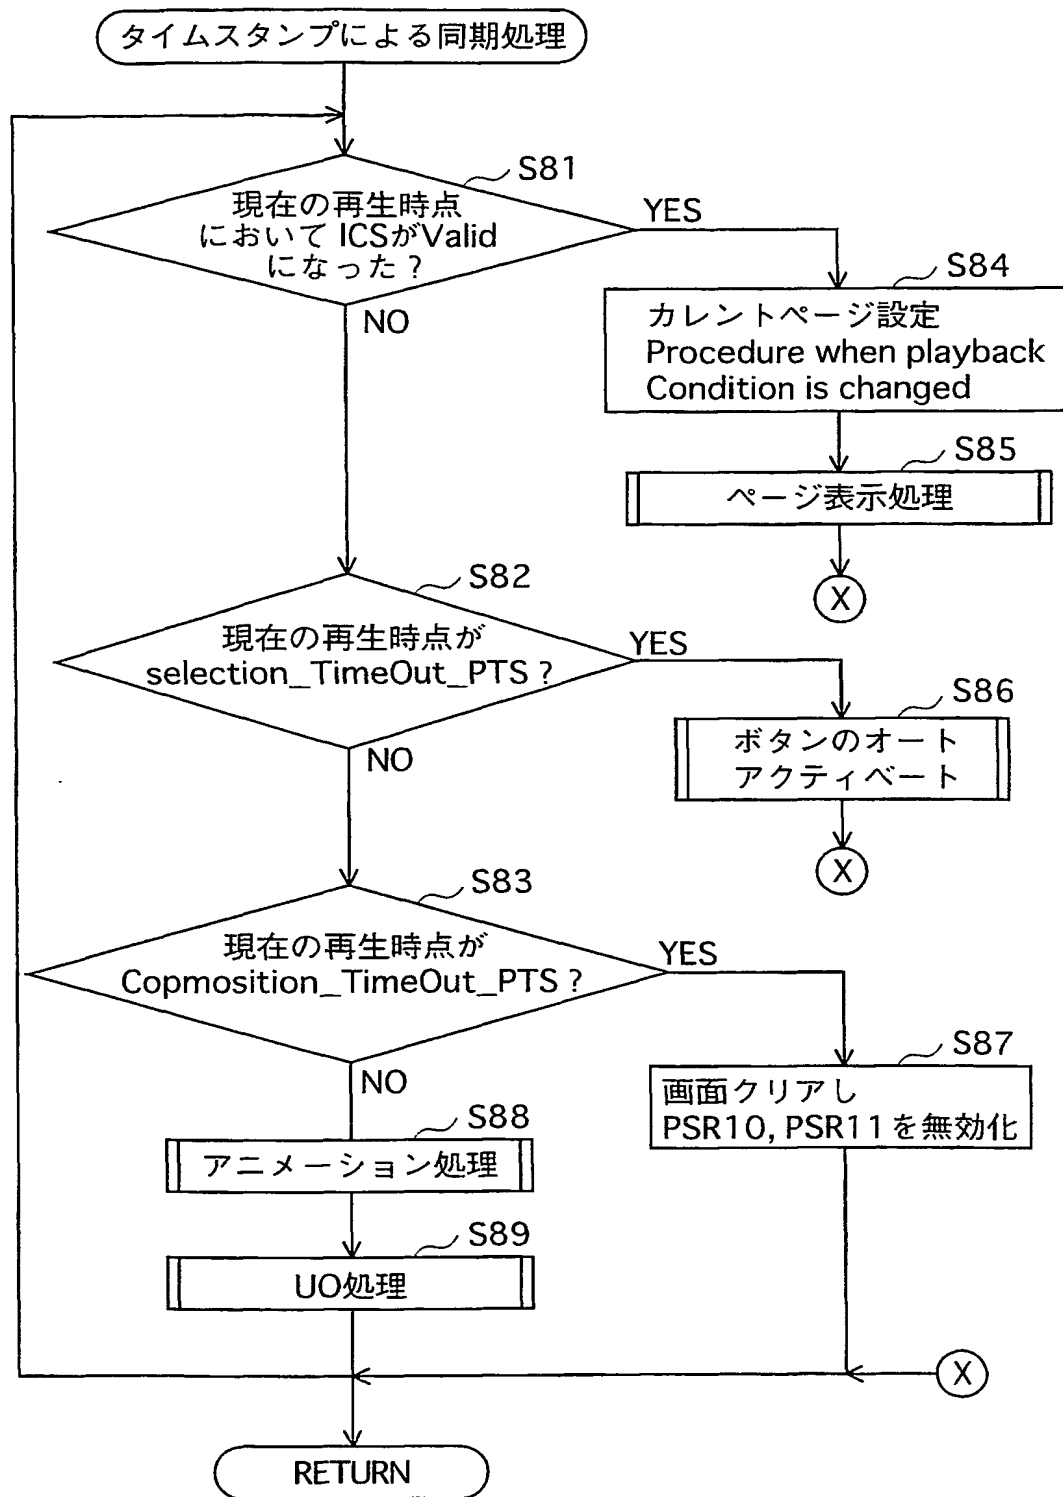 タイムスタンプによる同期処理
S81
現在の再生時点
において ICSがValid
になった？
YES
NO
S84
カレントページ設定
Procedure when playback
Condition is changed
S85
ページ表示処理
X
S82
現在の再生時点が
selection_TimeOut_PTS？
YES
NO
S86
ボタンのオート
アクティベート
X
S83
現在の再生時点が
Copmosition_TimeOut_PTS？
YES
NO
S87
画面クリアし
PSR10, PSR11を無効化
S88
アニメーション処理
S89
UO処理
X
RETURN